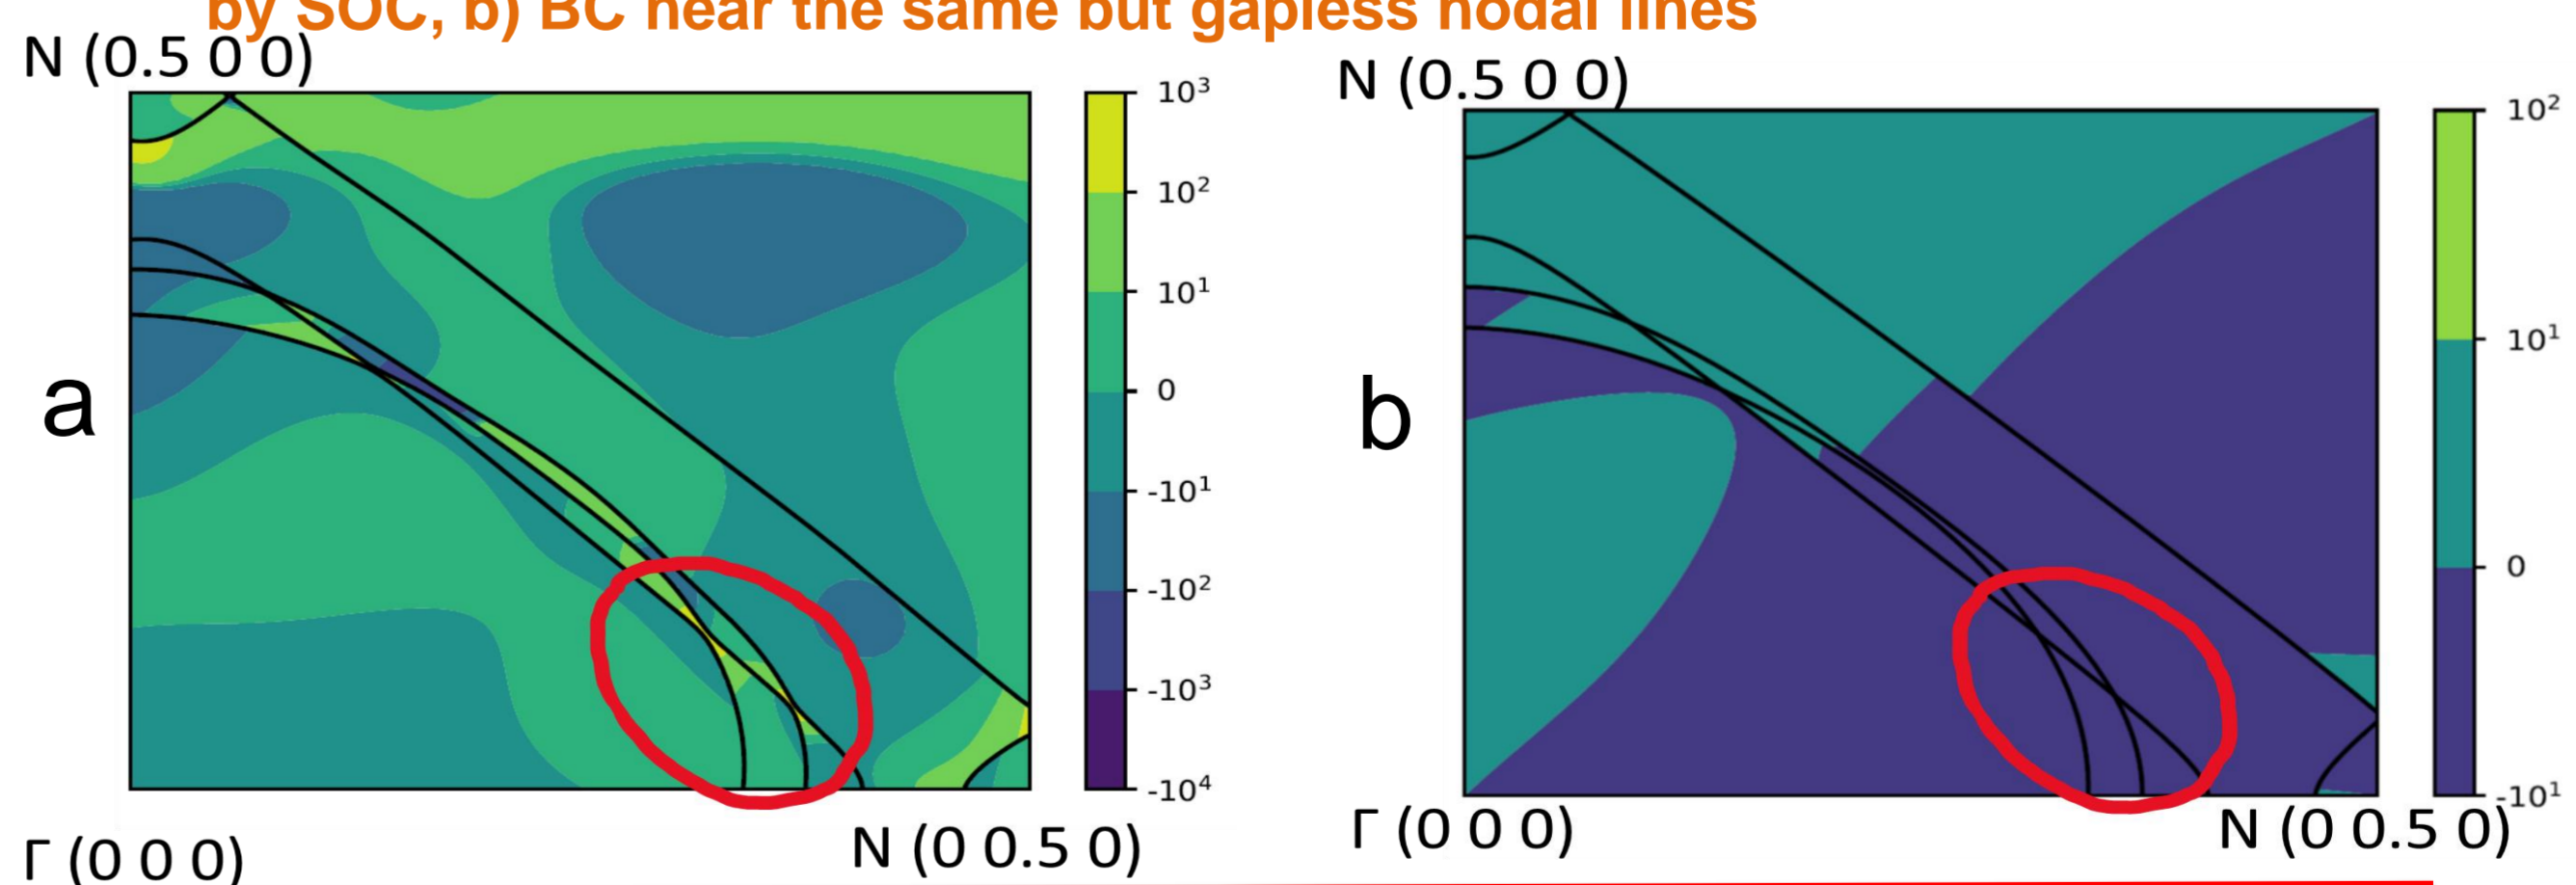 by SOC, b) BC near the same but gapless nodal lines
N (0.5 0 0)
N (0.5 0 0)
10³
10²
10¹
0
-10¹
-10²
-10³
-10⁴
a
10²
10¹
0
-10¹
b
Γ (0 0 0)
N (0 0.5 0)
Γ (0 0 0)
N (0 0.5 0)